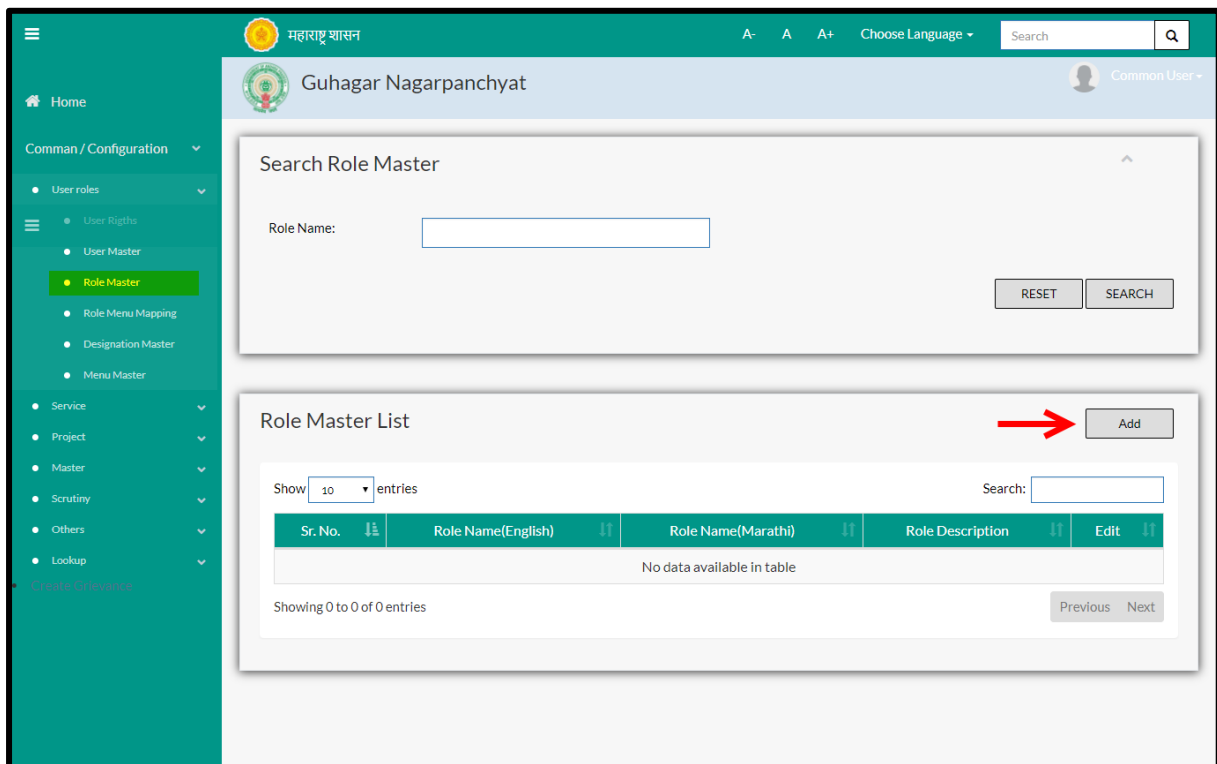 महाराष्ट्र शासन
A- A A+ Choose Language
Search
Guhagar Nagarpanchyat
Common User
Home
Comman / Configuration
User roles
User Rigths
User Master
Role Master
Role Menu Mapping
Designation Master
Menu Master
Service
Project
Master
Scrutiny
Others
Lookup
Create Grievance
Search Role Master
Role Name:
RESET SEARCH
Role Master List
Add
Show 10 entries Search:
Sr. No. Role Name(English) Role Name(Marathi) Role Description Edit
No data available in table
Showing 0 to 0 of 0 entries Previous Next